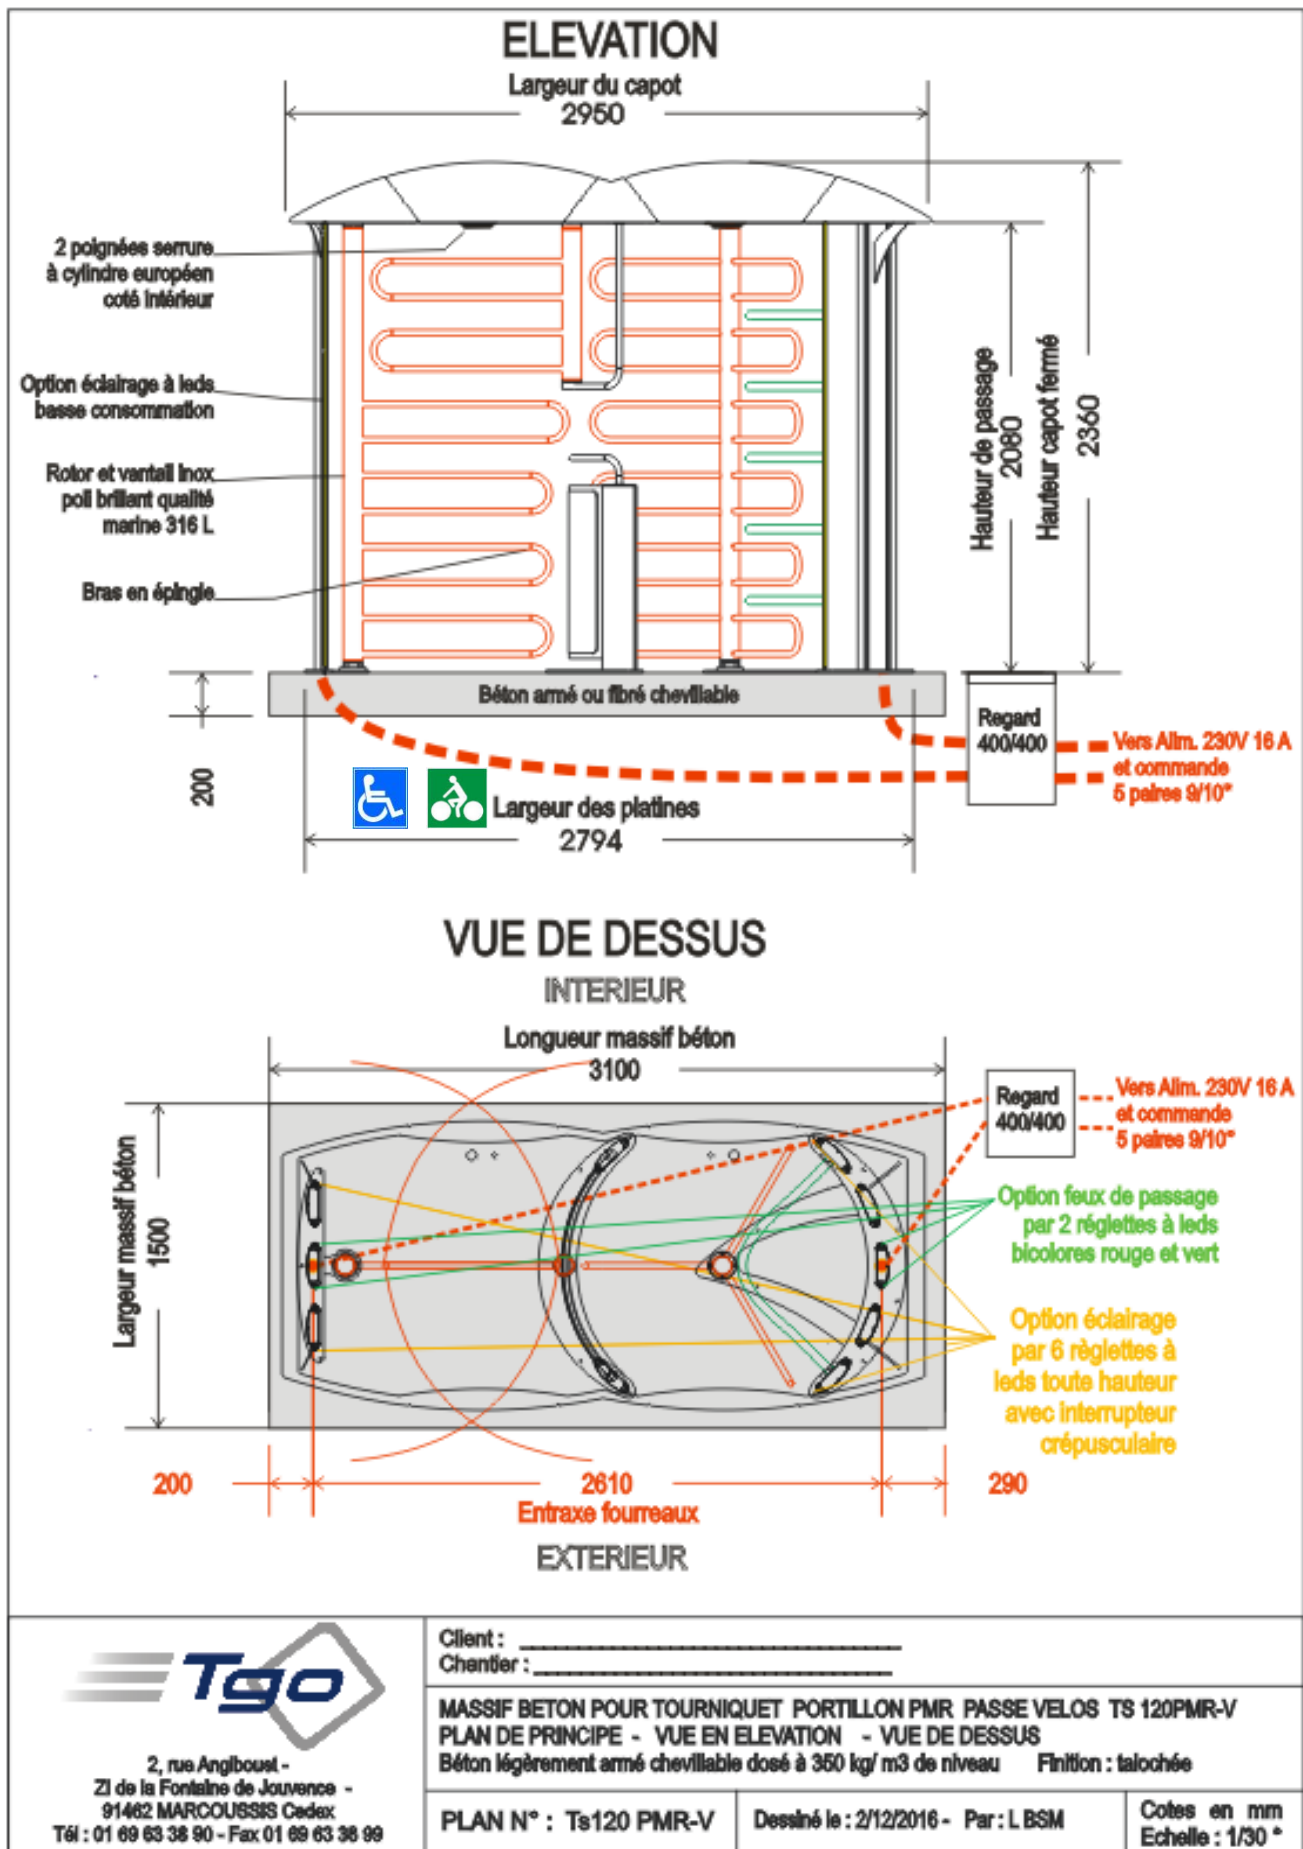 ELEVATION
Largeur du capot
2950
2 poignées serrure
à cylindre européen
coté intérieur
Option éclairage à leds
basse consommation
Rotor et vantail inox
poli brillant qualité
marine 316 L
Bras en épingle
Hauteur de passage
2080
Hauteur capot fermé
2360
Béton armé ou fibré chevillable
200
Regard
400/400
Vers Alim. 230V 16 A
et commande
5 paires 9/10°
Largeur des platines
2794
VUE DE DESSUS
INTERIEUR
Longueur massif béton
3100
Largeur massif béton
1500
Regard
400/400
Vers Alim. 230V 16 A
et commande
5 paires 9/10°
Option feux de passage
par 2 réglettes à leds
bicolores rouge et vert
Option éclairage
par 6 règlettes à
leds toute hauteur
avec interrupteur
crépusculaire
200
2610
290
Entraxe fourreaux
EXTERIEUR
Tgo
2, rue Angiboust -
ZI de la Fontaine de Jouvence -
91462 MARCOUSSIS Cedex
Tél : 01 69 63 38 90 - Fax 01 69 63 38 99
Client :
Chantier :
MASSIF BETON POUR TOURNIQUET PORTILLON PMR PASSE VELOS TS 120PMR-V
PLAN DE PRINCIPE - VUE EN ELEVATION - VUE DE DESSUS
Béton légèrement armé chevillable dosé à 350 kg/ m3 de niveau Finition : talochée
PLAN N° : Ts120 PMR-V
Dessiné le : 2/12/2016 - Par : L BSM
Cotes en mm
Echelle : 1/30 °